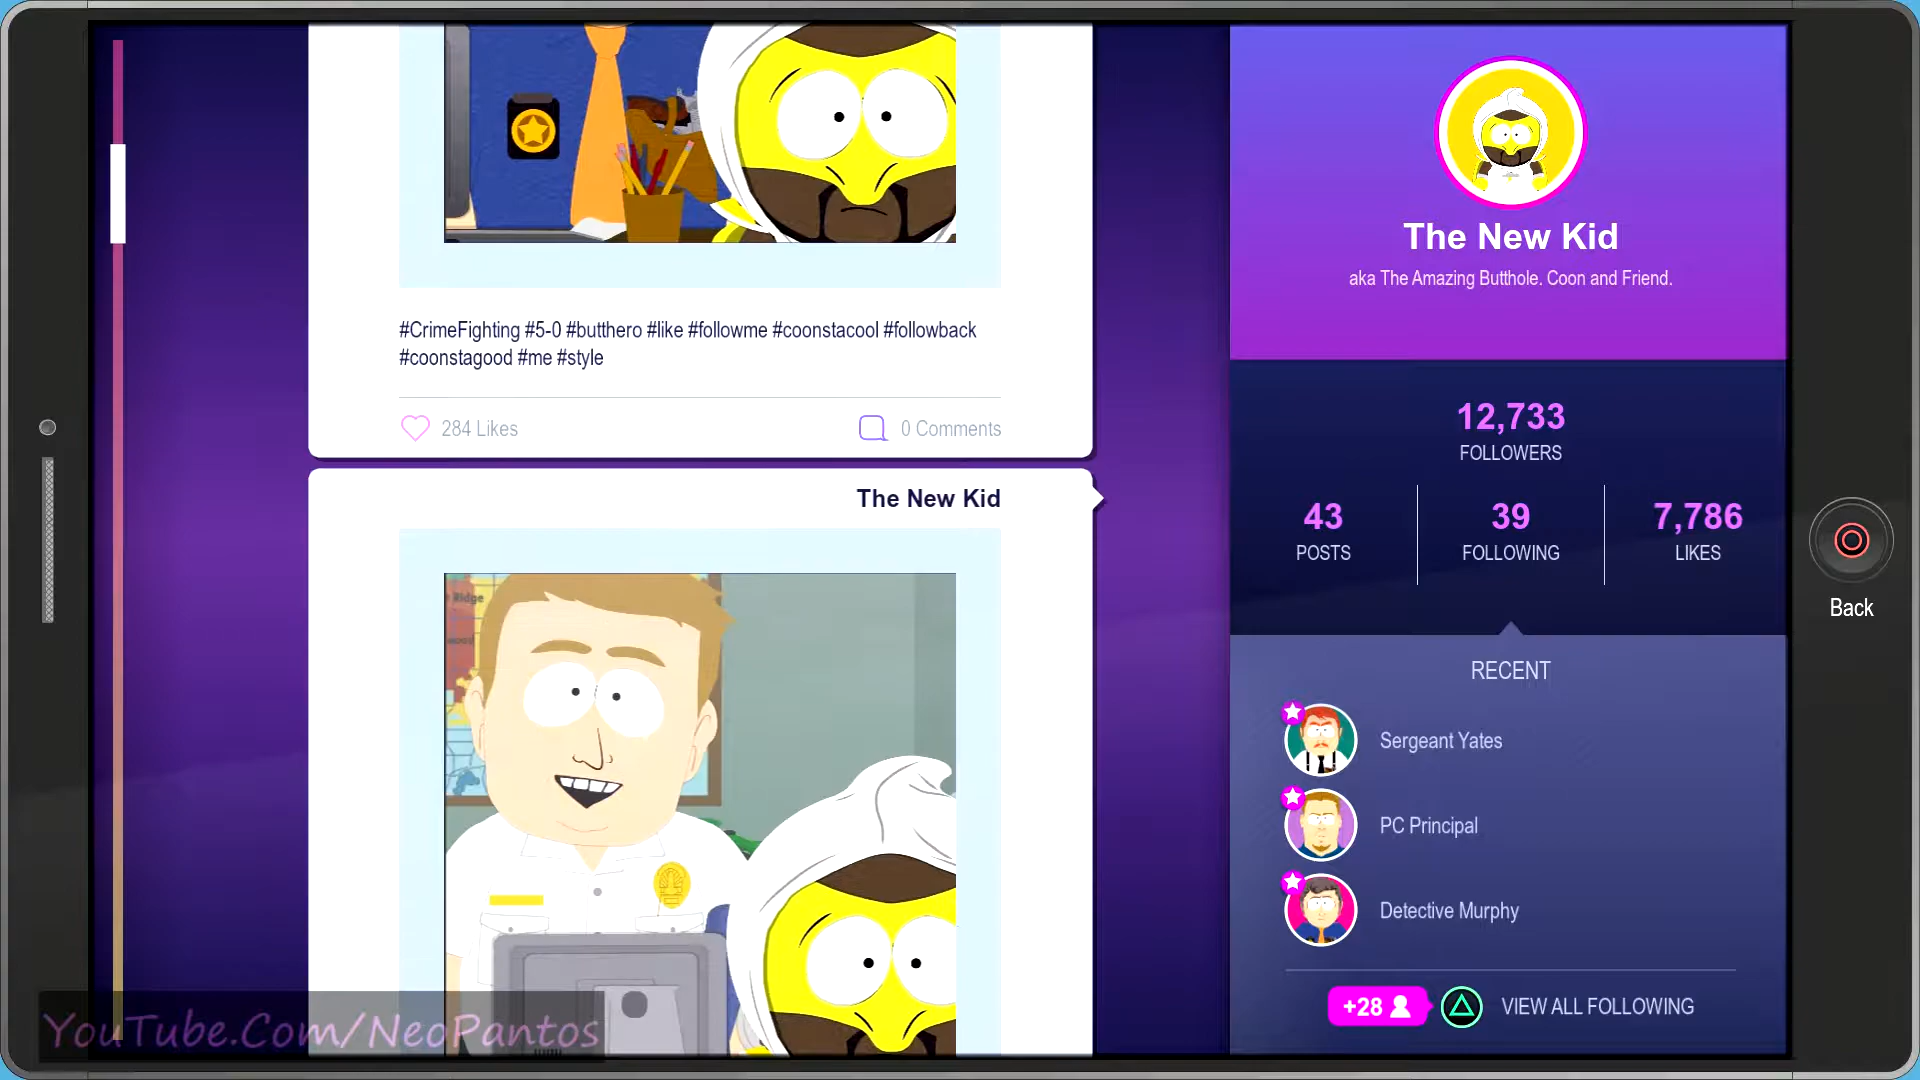 #CrimeFighting #5-0 #butthero #like #followme #coonstacool #followback
#coonstagood #me #style
284 Likes
0 Comments
The New Kid
Ridge
The New Kid
aka The Amazing Butthole. Coon and Friend.
12,733
FOLLOWERS
43
POSTS
39
FOLLOWING
7,786
LIKES
RECENT
Sergeant Yates
PC Principal
Detective Murphy
+28
VIEW ALL FOLLOWING
Back
YouTube.Com/NeoPantos